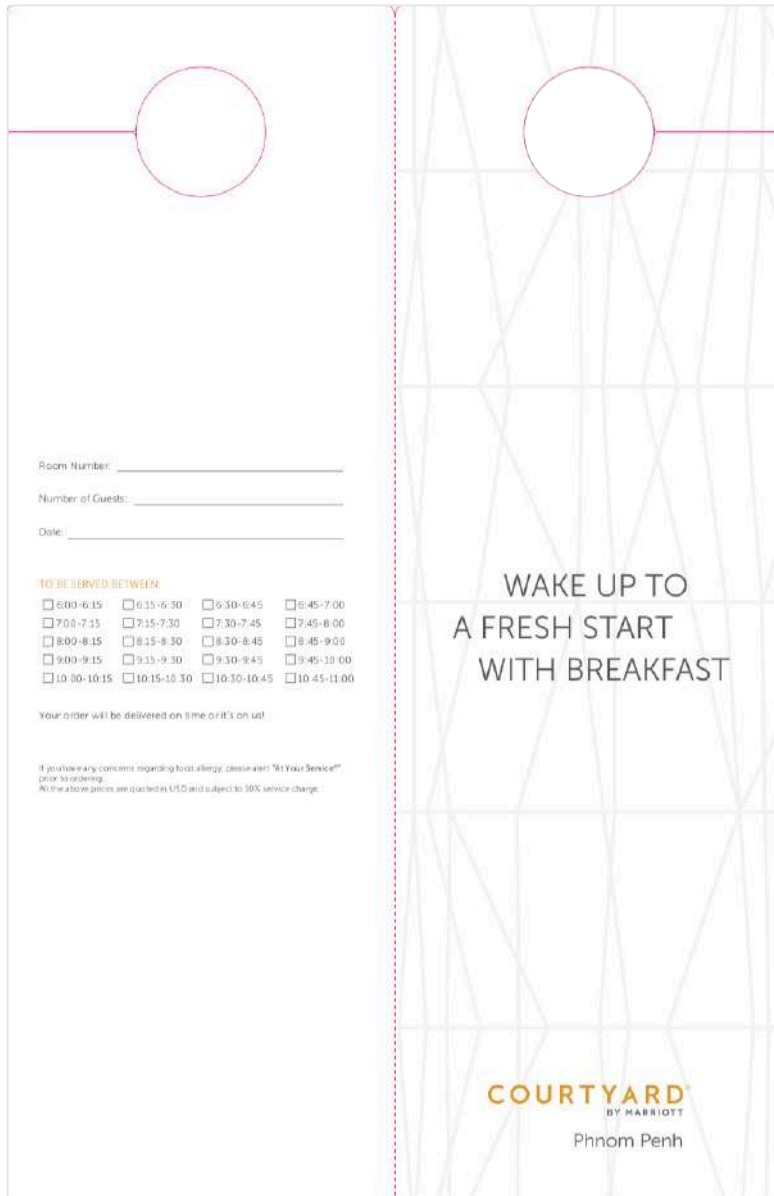 Room Number:
Number of Guests:
Date:
TO BE SERVED BETWEEN:
6:00-6:15 6:15-6:30 6:30-6:45 6:45-7:00
7:00-7:15 7:15-7:30 7:30-7:45 7:45-8:00
8:00-8:15 8:15-8:30 8:30-8:45 8:45-9:00
9:00-9:15 9:15-9:30 9:30-9:45 9:45-10:00
10:00-10:15 10:15-10:30 10:30-10:45 10:45-11:00
Your order will be delivered on time or it's on us!
If you have any concerns regarding food allergy, please alert "At Your Service®"
prior to ordering.
All the above prices are quoted in USD and subject to 10% service charge.
WAKE UP TO
A FRESH START
WITH BREAKFAST
COURTYARD®
BY MARRIOTT
Phnom Penh